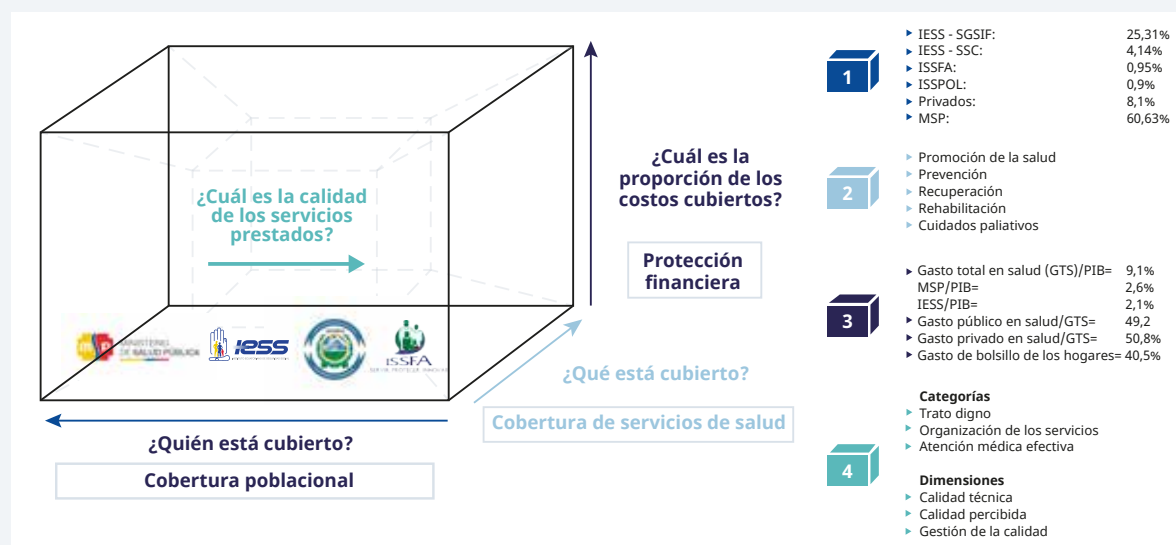 ¿Cuál es la calidad
de los servicios
prestados?
¿Cuál es la
proporción de los
costos cubiertos?
Protección
financiera
MINISTERIO
DE SALUD PÚBLICA
IESS
ISSFA
¿Qué está cubierto?
Cobertura de servicios de salud
¿Quién está cubierto?
Cobertura poblacional
1
IESS - SGSIF: 25,31%
IESS - SSC: 4,14%
ISSFA: 0,95%
ISSPOL: 0,9%
Privados: 8,1%
MSP: 60,63%
2
Promoción de la salud
Prevención
Recuperación
Rehabilitación
Cuidados paliativos
3
Gasto total en salud (GTS)/PIB= 9,1%
MSP/PIB= 2,6%
IESS/PIB= 2,1%
Gasto público en salud/GTS= 49,2
Gasto privado en salud/GTS= 50,8%
Gasto de bolsillo de los hogares= 40,5%
4
Categorías
Trato digno
Organización de los servicios
Atención médica efectiva
Dimensiones
Calidad técnica
Calidad percibida
Gestión de la calidad